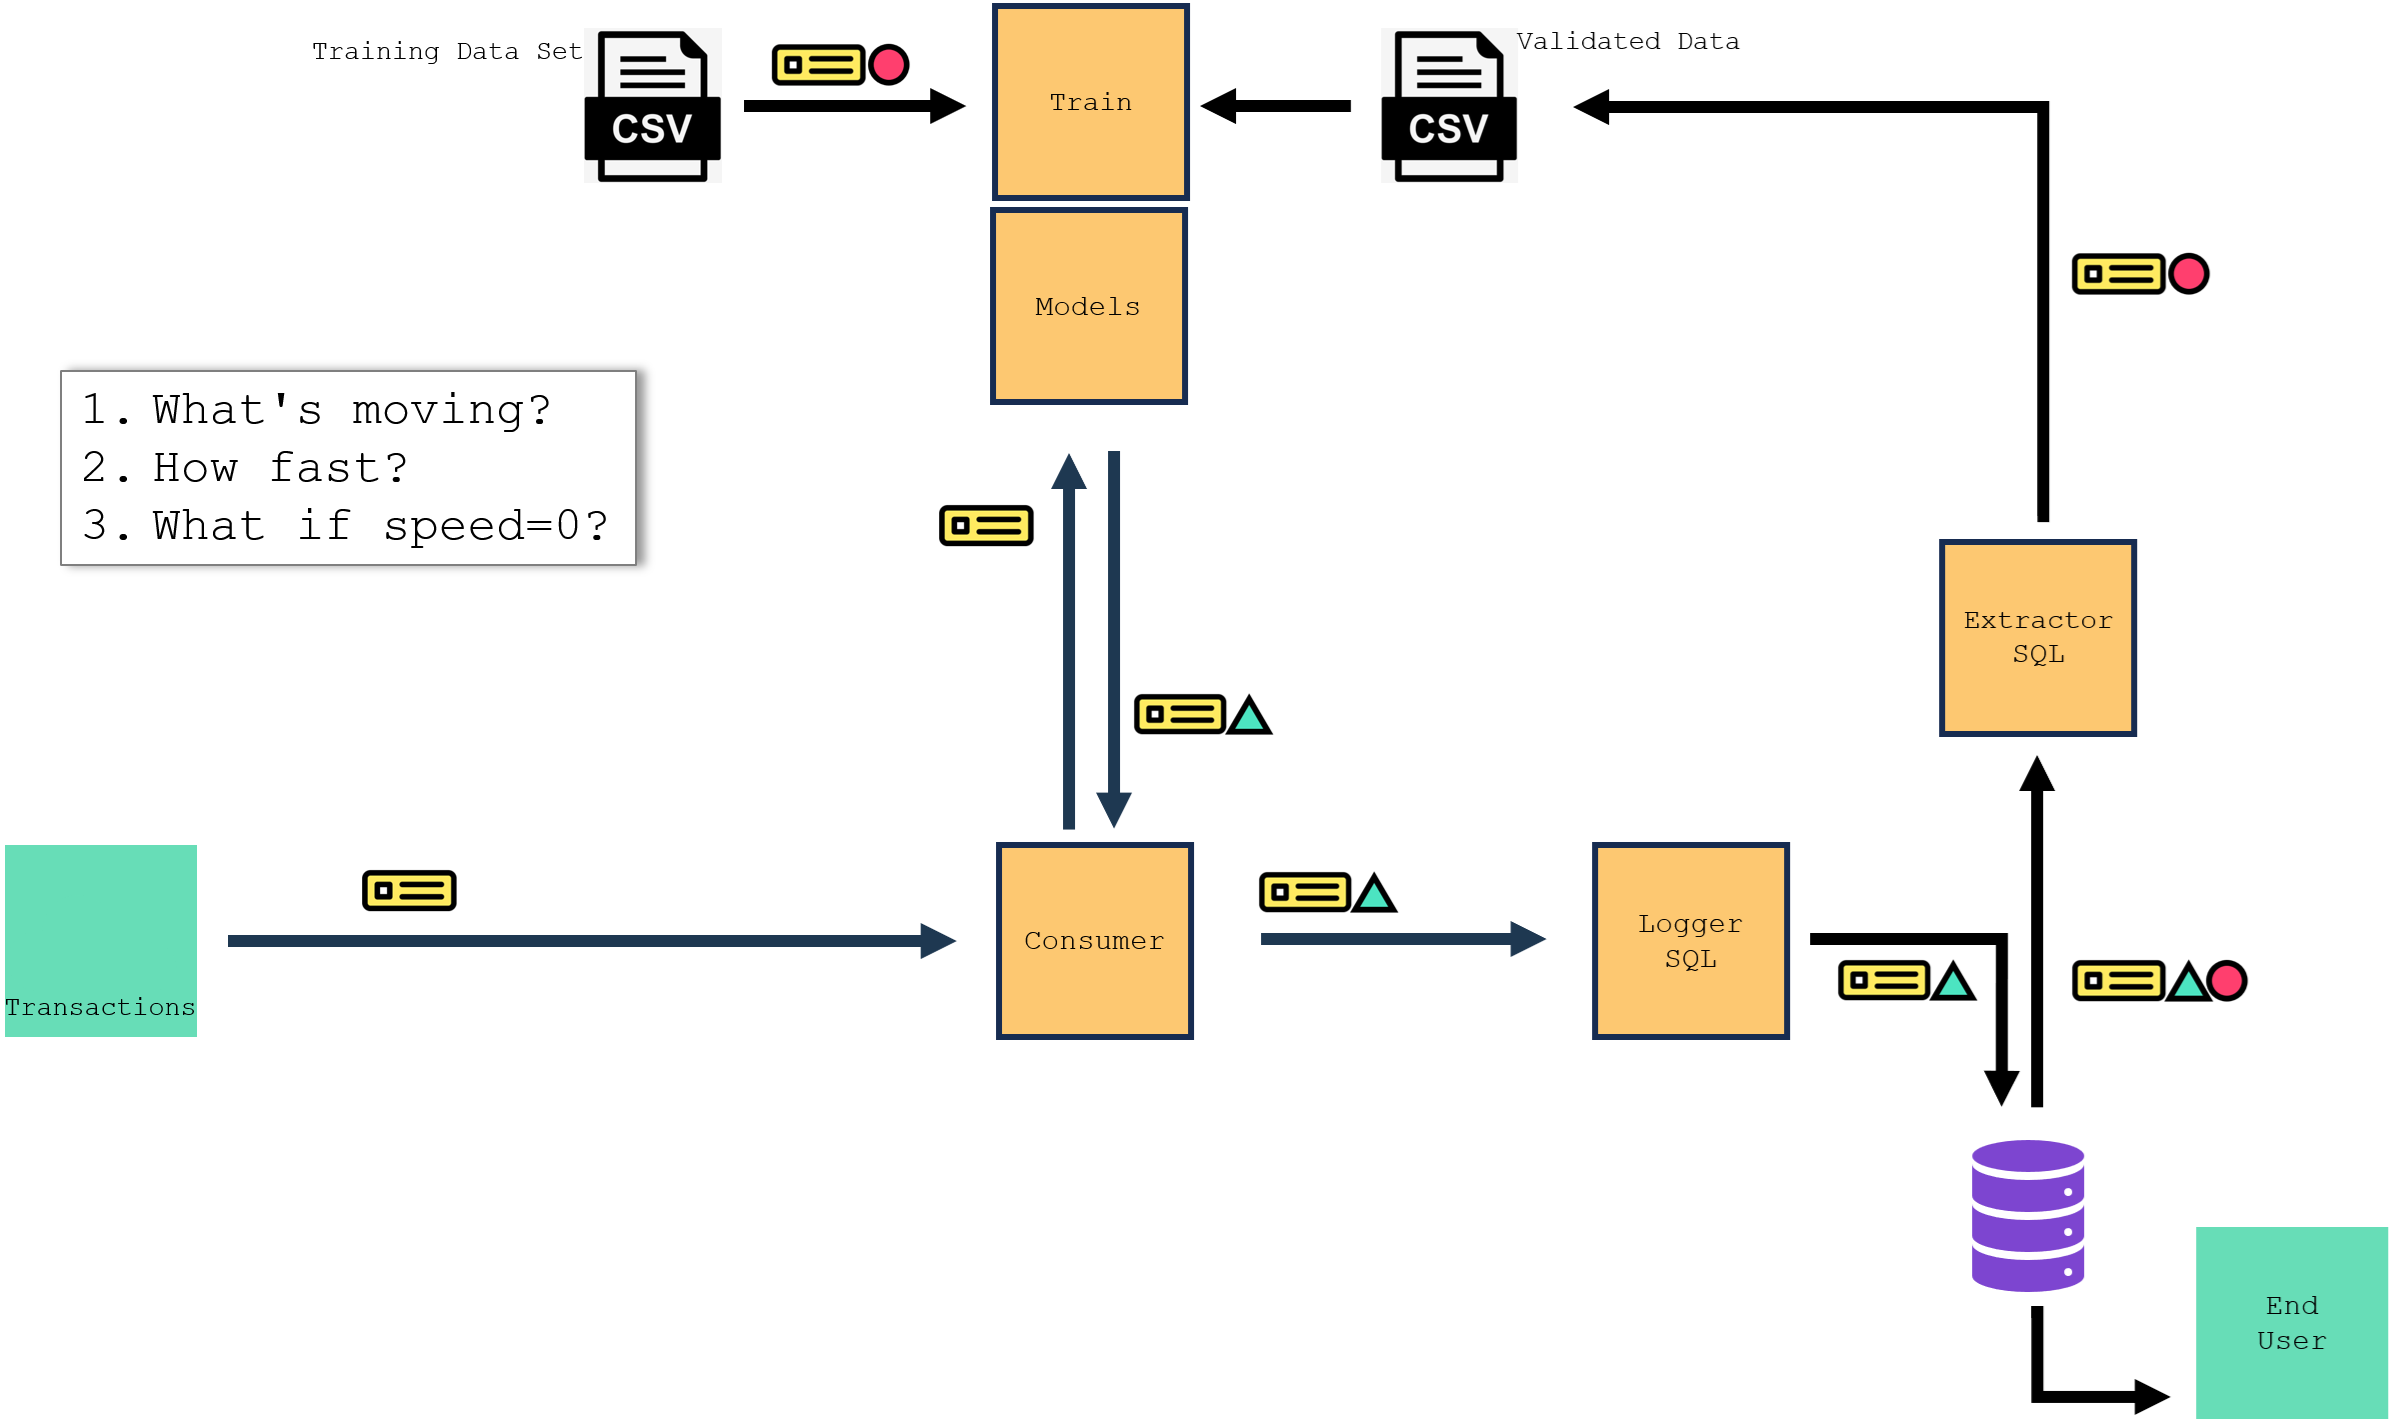 Training Data Set
CSV
Train
CSV
Validated Data
Models
1. What's moving?
2. How fast?
3. What if speed=0?
Extractor
SQL
Transactions
Consumer
Logger
SQL
End
User